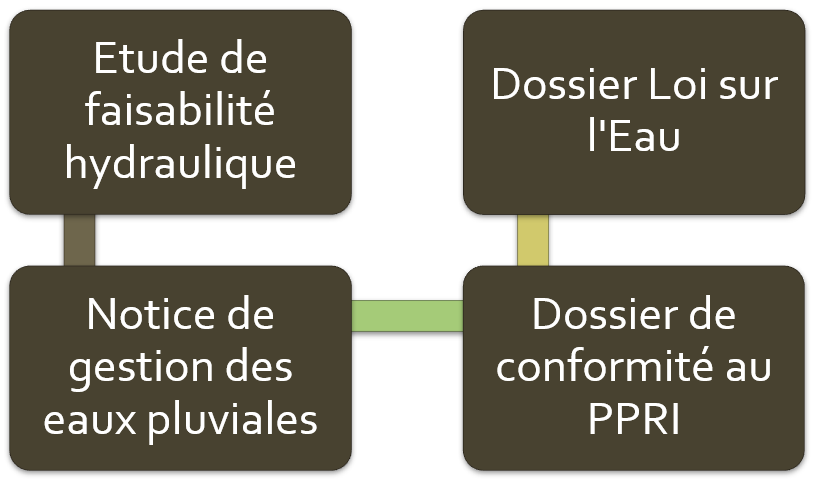 Etude de
faisabilité
hydraulique
Notice de
gestion des
eaux pluviales
Dossier de
conformité au
PPRI
Dossier Loi sur
l'Eau